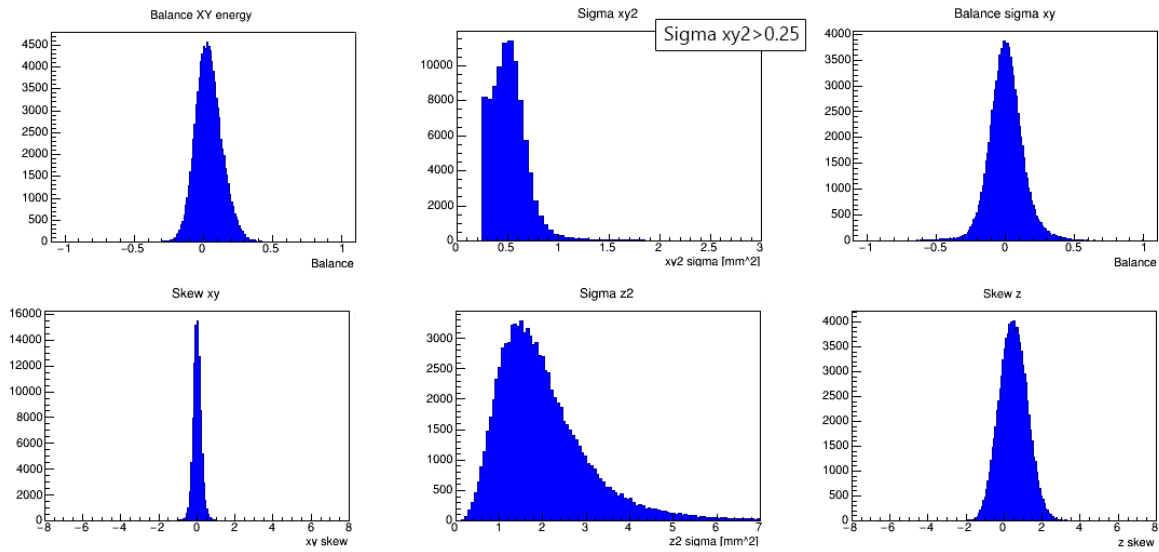 Balance XY energy
4500
4000
3500
3000
2500
2000
1500
1000
500
0
−1 −0.5 0 0.5 1
Balance
Sigma xy2
Sigma xy2>0.25
10000
8000
6000
4000
2000
0
0 0.5 1 1.5 2 2.5 3
xy2 sigma [mm^2]
Balance sigma xy
4000
3500
3000
2500
2000
1500
1000
500
0
−1 −0.5 0 0.5 1
Balance
Skew xy
16000
14000
12000
10000
8000
6000
4000
2000
0
−8 −6 −4 −2 0 2 4 6 8
xy skew
Sigma z2
3000
2500
2000
1500
1000
500
0
0 1 2 3 4 5 6 7
z2 sigma [mm^2]
Skew z
4000
3500
3000
2500
2000
1500
1000
500
0
−8 −6 −4 −2 0 2 4 6 8
z skew